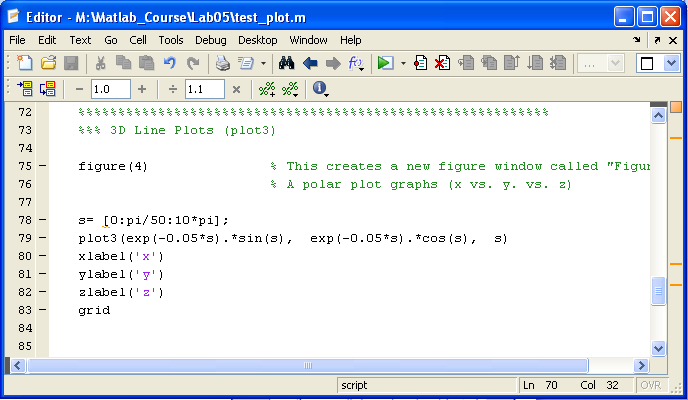 Editor - M:\Matlab_Course\Lab05\test_plot.m
File Edit Text Go Cell Tools Debug Desktop Window Help
- 1.0 + ÷ 1.1 ×
72 %%%%%%%%%%%%%%%%%%%%%%%%%%%%%%%%%%%%%%%%%%%%%%%%%%%%%%%%%%
73 %%% 3D Line Plots (plot3)
74
75 - figure(4) % This creates a new figure window called "Figur
76 % A polar plot graphs (x vs. y. vs. z)
77
78 - s= [0:pi/50:10*pi];
79 - plot3(exp(-0.05*s).*sin(s), exp(-0.05*s).*cos(s), s)
80 - xlabel('x')
81 - ylabel('y')
82 - zlabel('z')
83 - grid
84
85
script Ln 70 Col 32 OVR